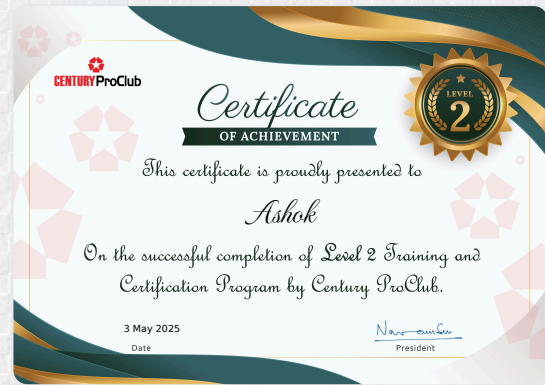 CENTURY ProClub
Certificate
OF ACHIEVEMENT
LEVEL
2
This certificate is proudly presented to
Ashok
On the successful completion of Level 2 Training and
Certification Program by Century ProClub.
3 May 2025
Date
President